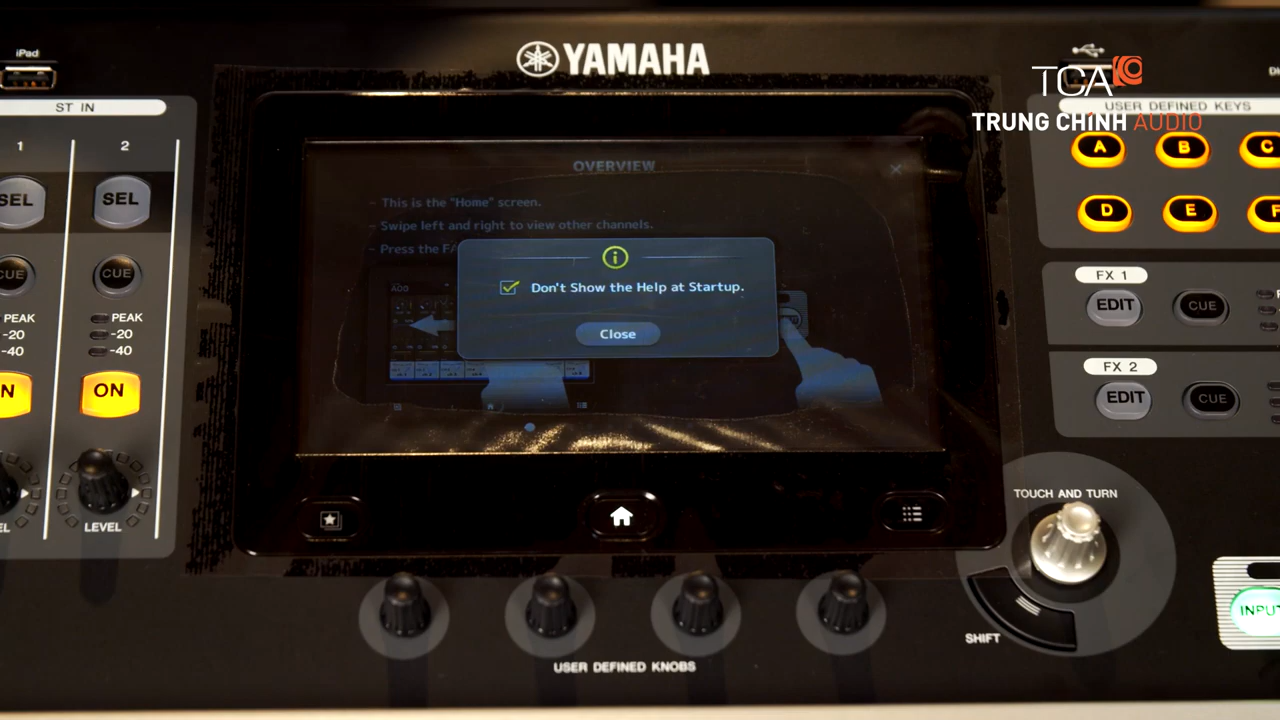 iPad
YAMAHA
TCA
TRUNG CHÍNH AUDIO
ST IN
USER DEFINED KEYS
1
2
A
B
C
D
E
F
SEL
SEL
OVERVIEW
- This is the "Home" screen.
- Swipe left and right to view other channels.
- Press the
Don't Show the Help at Startup.
Close
CUE
CUE
PEAK
-20
-40
PEAK
-20
-40
ON
FX 1
EDIT
CUE
FX 2
EDIT
CUE
LEVEL
TOUCH AND TURN
SHIFT
USER DEFINED KNOBS